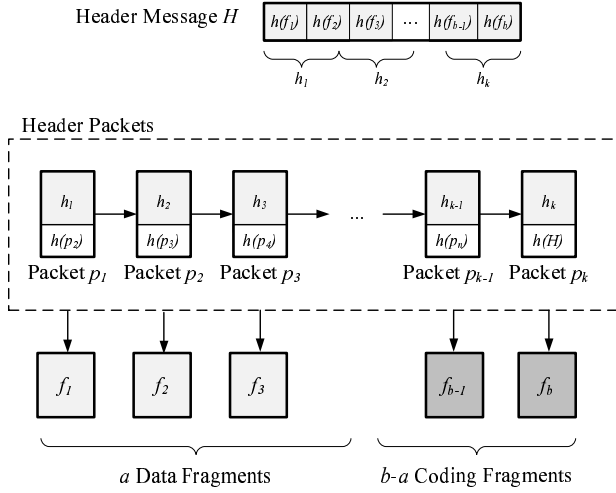 Header Message H
h(f1) h(f2) h(f3) ... h(fb-1) h(fb)
h1 h2 hk
Header Packets
h1 h2 h3 hk-1 hk
h(p2) h(p3) h(p4) ... h(pn) h(H)
Packet p1 Packet p2 Packet p3 Packet pk-1 Packet pk
f1 f2 f3 fb-1 fb
a Data Fragments b-a Coding Fragments